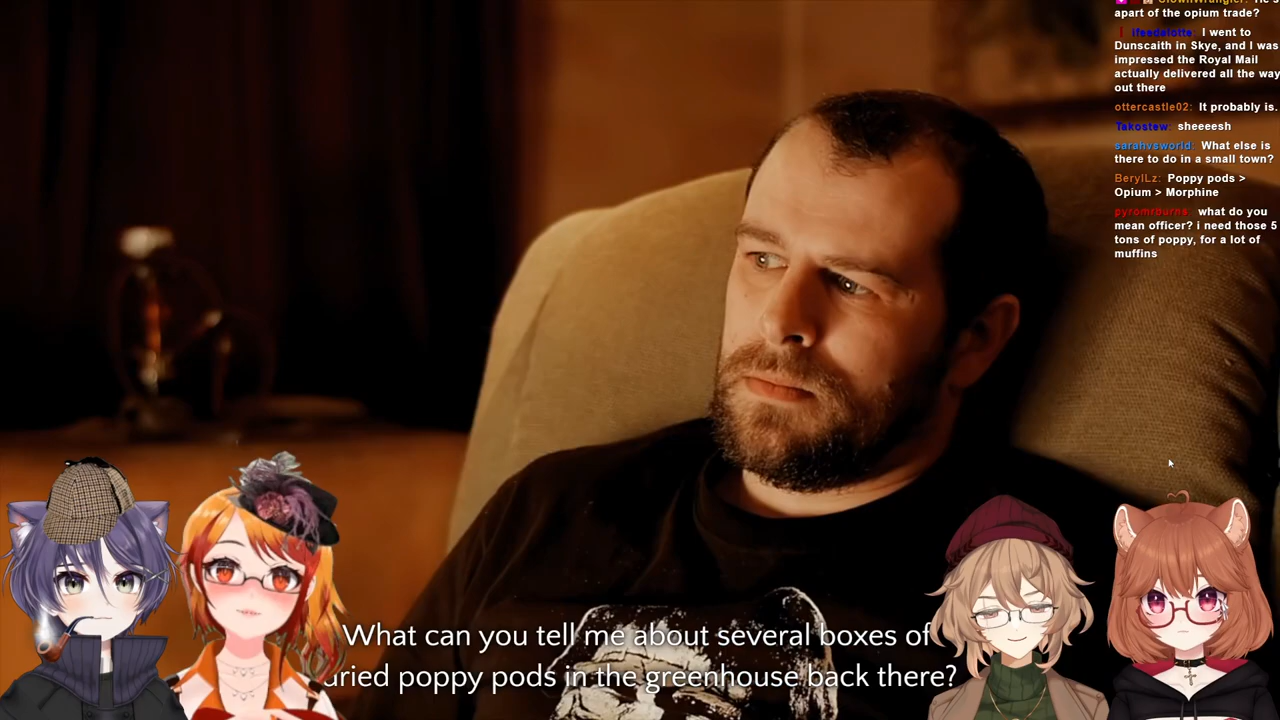 apart of the opium trade?
ifeedalotte: I went to
Dunscaith in Skye, and I was
impressed the Royal Mail
actually delivered all the way
out there
ottercastle02: It probably is.
Takostew: sheeeesh
sarahvsworld: What else is
there to do in a small town?
BerylLz: Poppy pods >
Opium > Morphine
what do you
mean officer? i need those 5
tons of poppy, for a lot of
muffins
What can you tell me about several boxes of
dried poppy pods in the greenhouse back there?